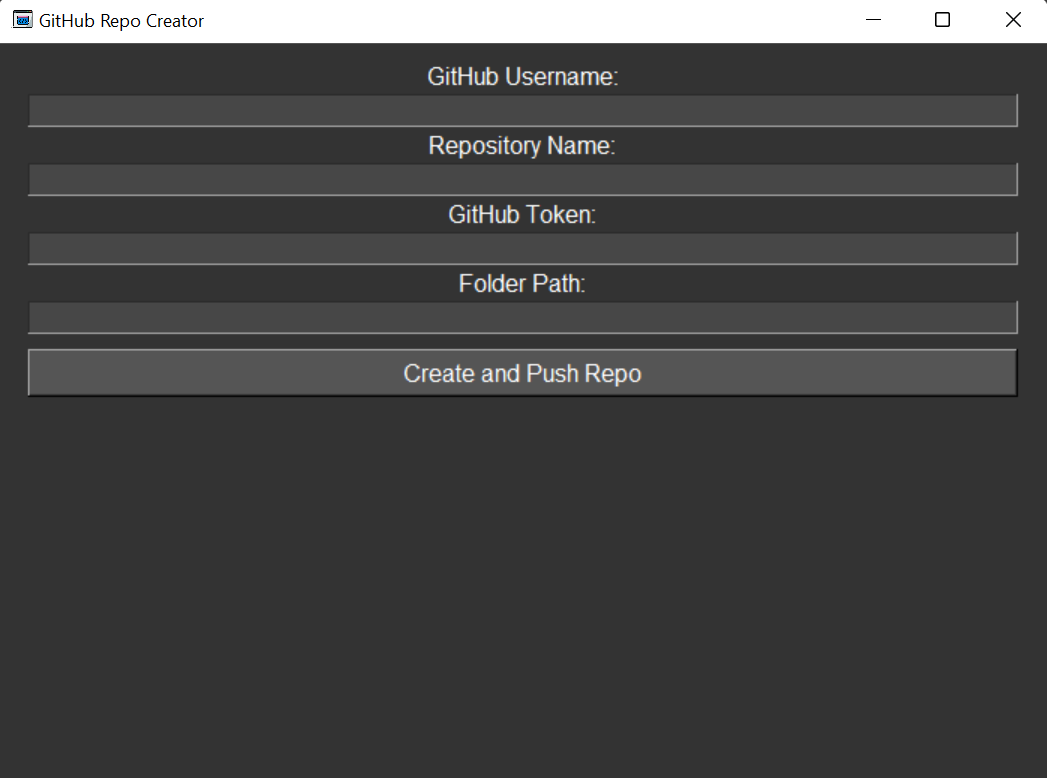 GitHub Repo Creator
GitHub Username:
Repository Name:
GitHub Token:
Folder Path:
Create and Push Repo